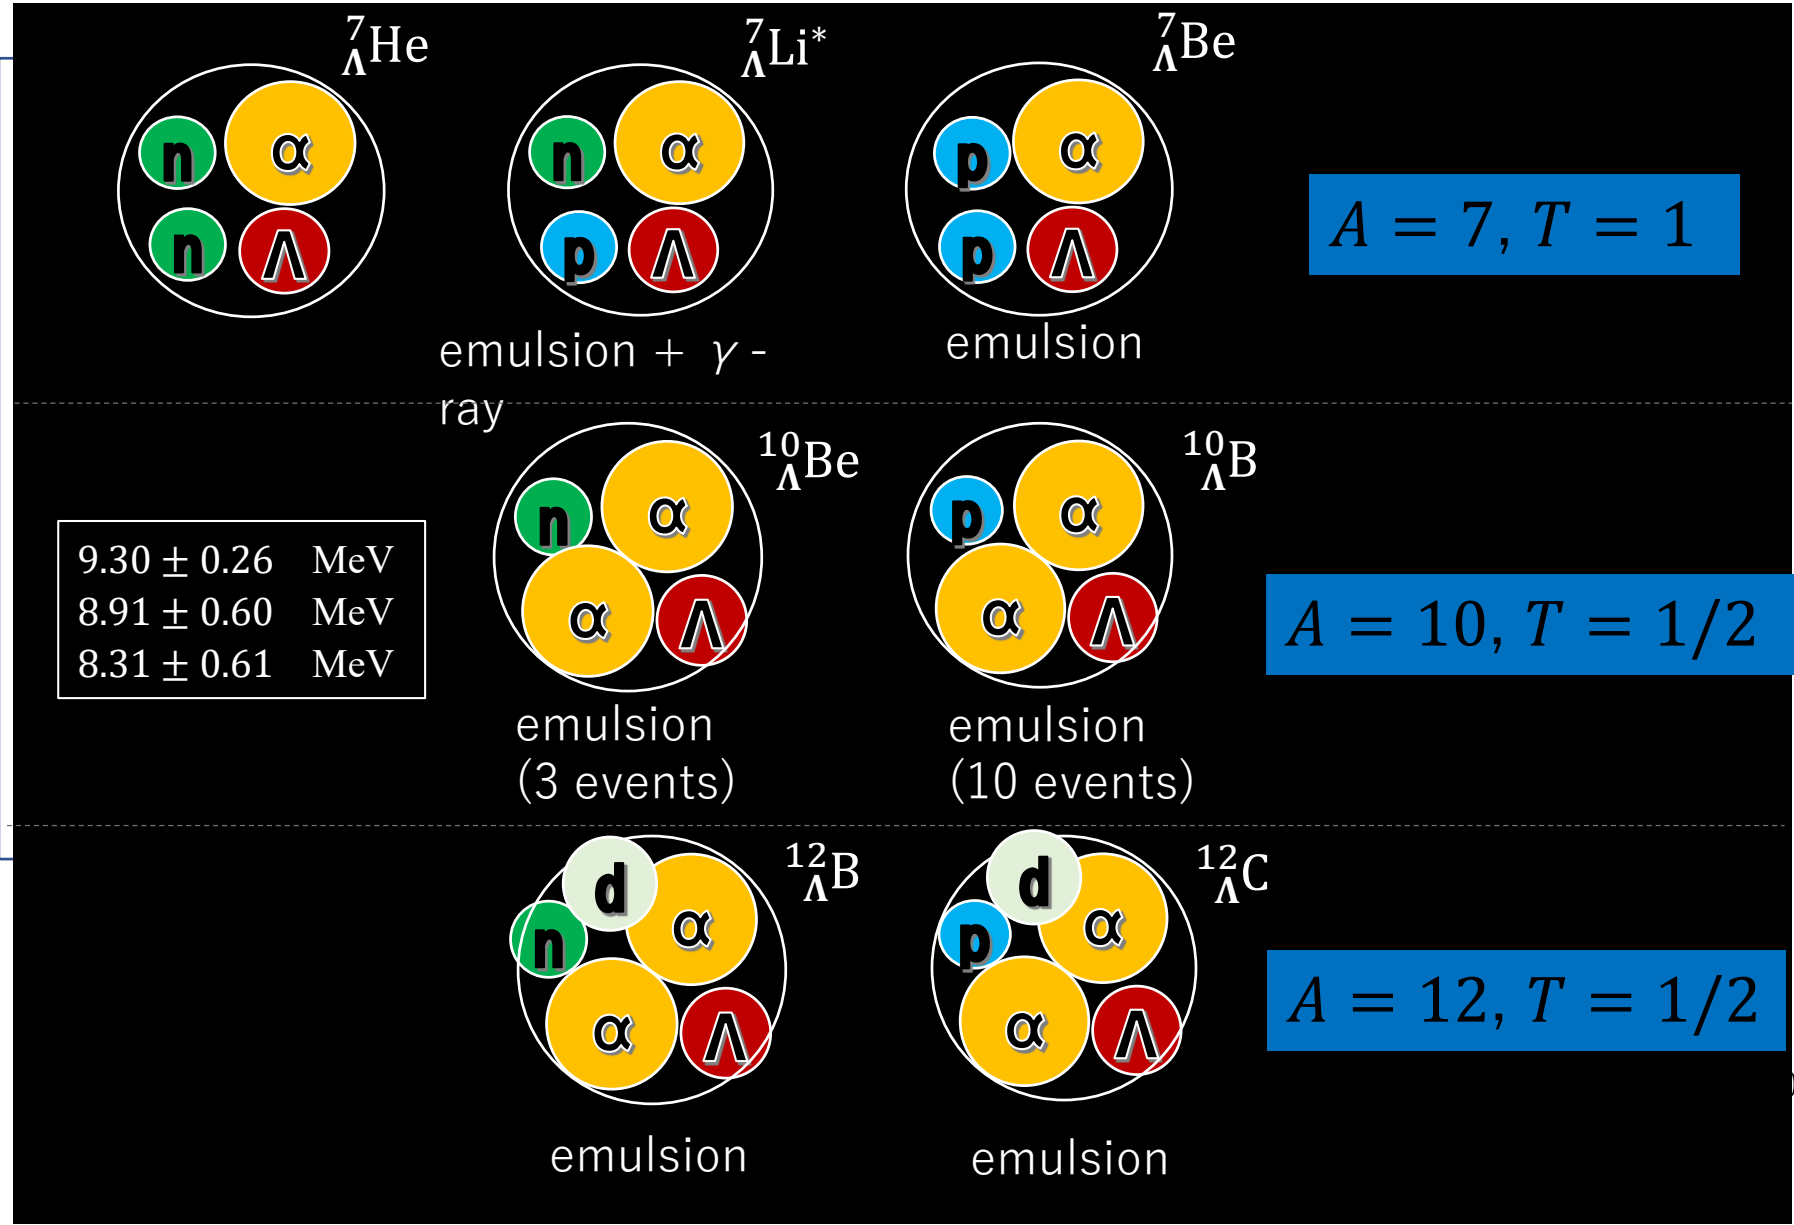 ⁷ΛHe
⁷ΛLi*
⁷ΛBe
n α
n Λ
n α
p Λ
p α
p Λ
A = 7, T = 1
emulsion + γ -
ray
emulsion
¹⁰ΛBe
¹⁰ΛB
n α
α Λ
p α
α Λ
9.30 ± 0.26 MeV
8.91 ± 0.60 MeV
8.31 ± 0.61 MeV
A = 10, T = 1/2
emulsion
(3 events)
emulsion
(10 events)
¹²ΛB
¹²ΛC
d
n α
α Λ
d
p α
α Λ
A = 12, T = 1/2
emulsion
emulsion